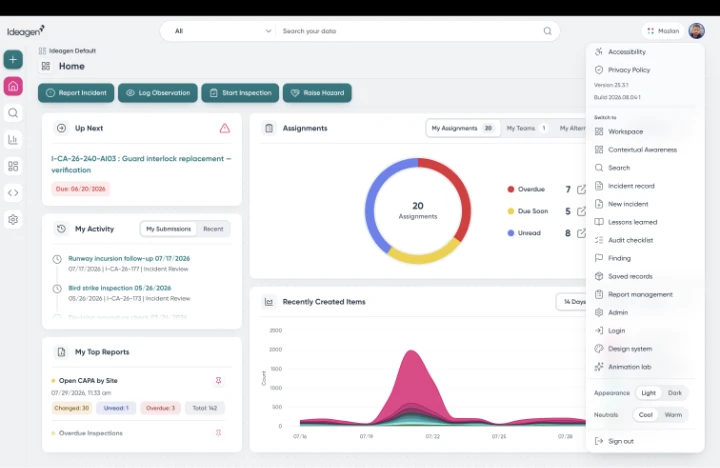 Ideagen
All
Search your data
Mazlan
Ideagen Default
Home
Report Incident
Log Observation
Start Inspection
Raise Hazard
Up Next
I-CA-26-240-AI03 : Guard interlock replacement –
verification
Due: 06/20/2026
My Activity
My Submissions
Recent
Runway incursion follow-up 07/17/2026
07/17/2026 | I-CA-26-177 | Incident Review
Bird strike inspection 05/26/2026
05/26/2026 | I-CA-26-173 | Incident Review
My Top Reports
Open CAPA by Site
07/29/2026, 11:33 am
Changed: 30
Unread: 1
Overdue: 3
Total: 142
Overdue Inspections
Assignments
My Assignments 20
My Teams 1
My Altern
20
Assignments
Overdue 7
Due Soon 5
Unread 8
Recently Created Items
14 Days
Count
2500
2000
1500
1000
500
0
07/16
07/19
07/22
07/25
07/28
Accessibility
Privacy Policy
Version 25.3.1
Build 2026.08.04.1
Switch to
Workspace
Contextual Awareness
Search
Incident record
New incident
Lessons learned
Audit checklist
Finding
Saved records
Report management
Admin
Login
Design system
Animation lab
Appearance
Light
Dark
Neutrals
Cool
Warm
Sign out